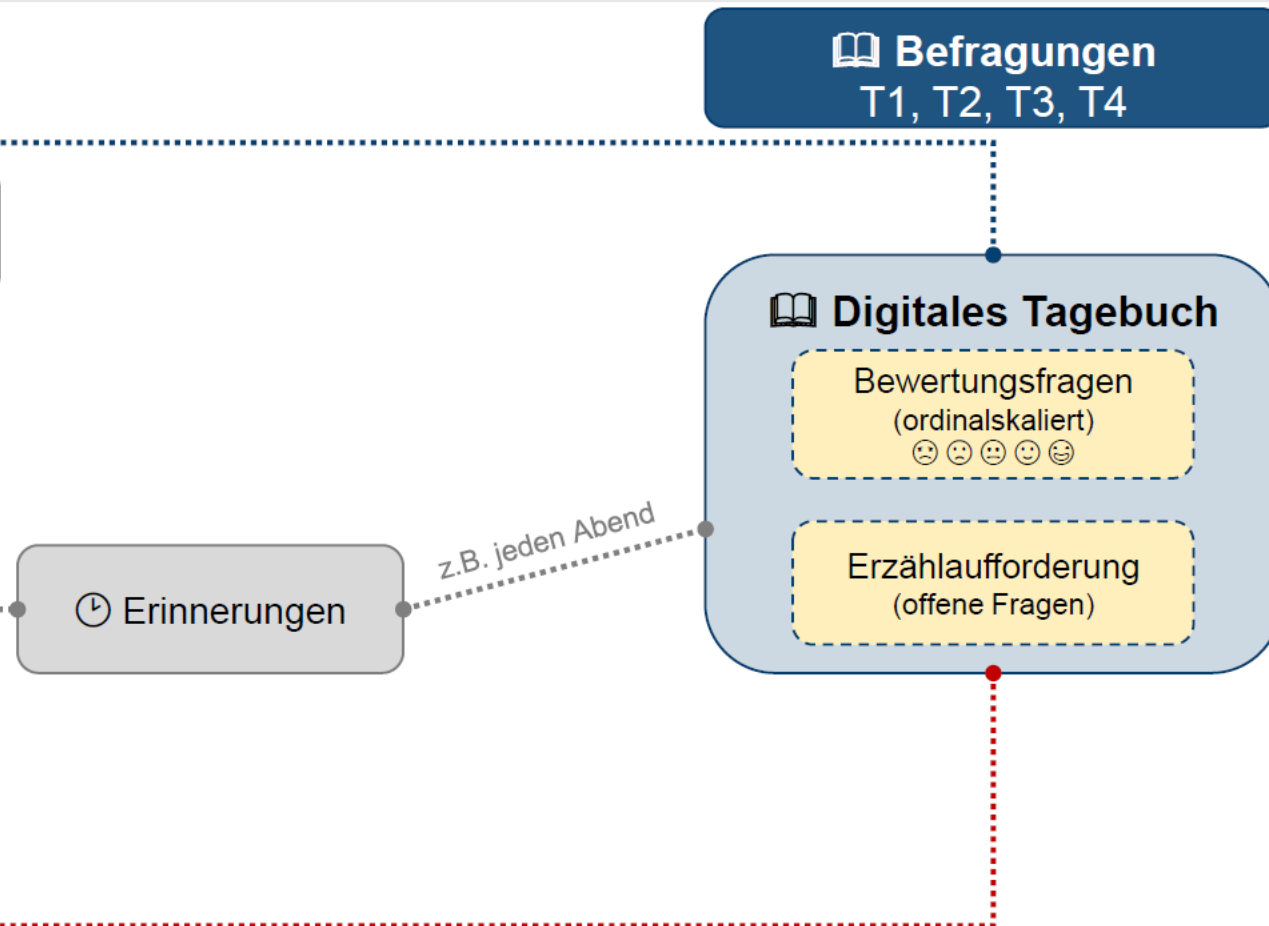 Befragungen
T1, T2, T3, T4
Digitales Tagebuch
Bewertungsfragen
(ordinalskaliert)
z.B. jeden Abend
Erinnerungen
Erzählaufforderung
(offene Fragen)